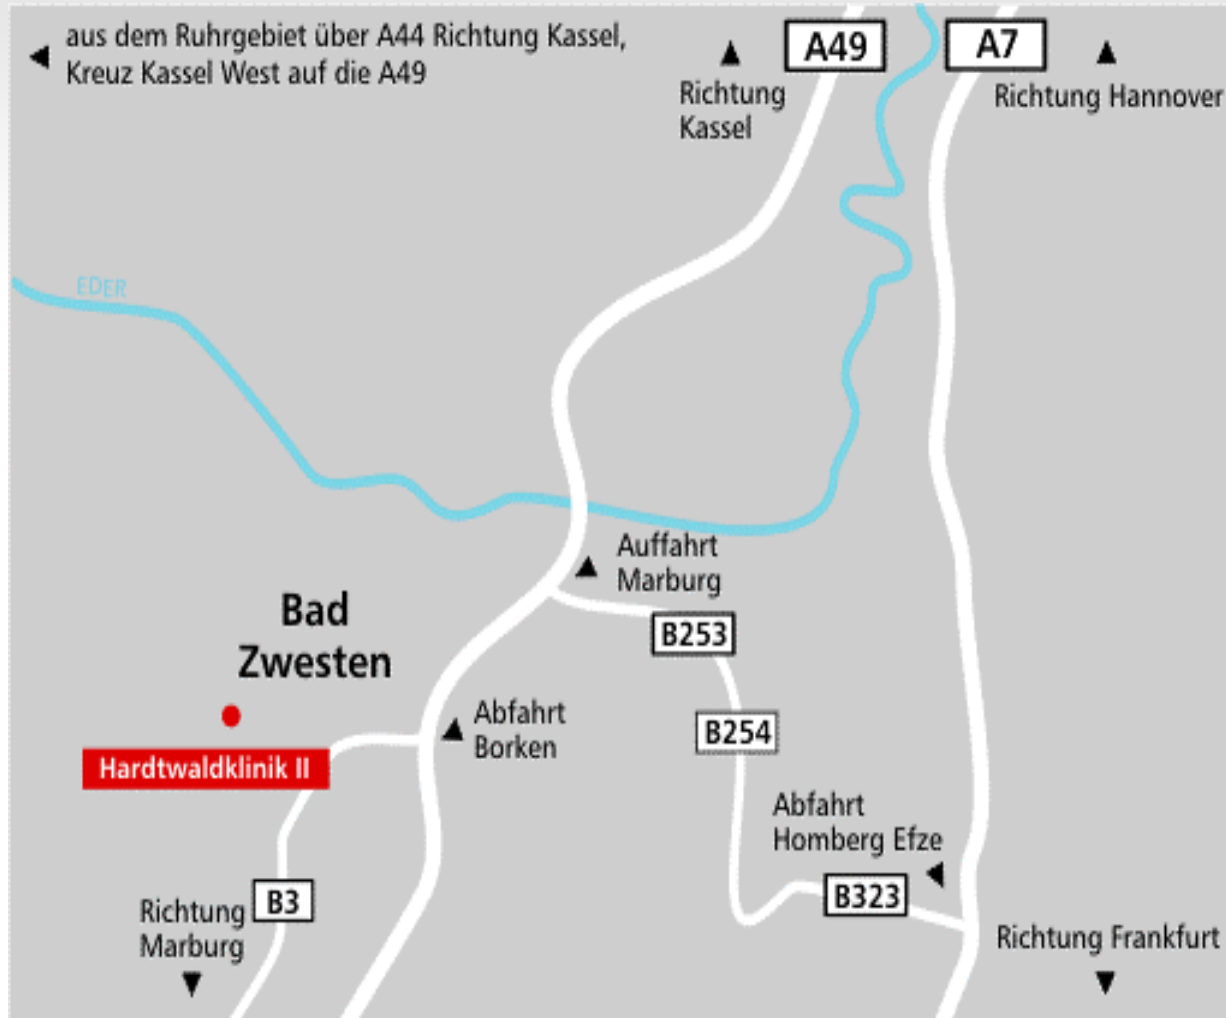 aus dem Ruhrgebiet über A44 Richtung Kassel,
Kreuz Kassel West auf die A49
A49
A7
Richtung
Kassel
Richtung Hannover
EDER
Auffahrt
Marburg
Bad
Zwesten
B253
Abfahrt
Borken
B254
Hardtwaldklinik II
Abfahrt
Homberg Efze
B323
B3
Richtung
Marburg
Richtung Frankfurt